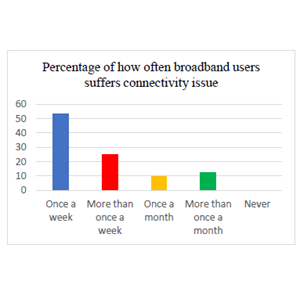 Percentage of how often broadband users
suffers connectivity issue
60
50
40
30
20
10
0
Once a week
More than once a week
Once a month
More than once a month
Never